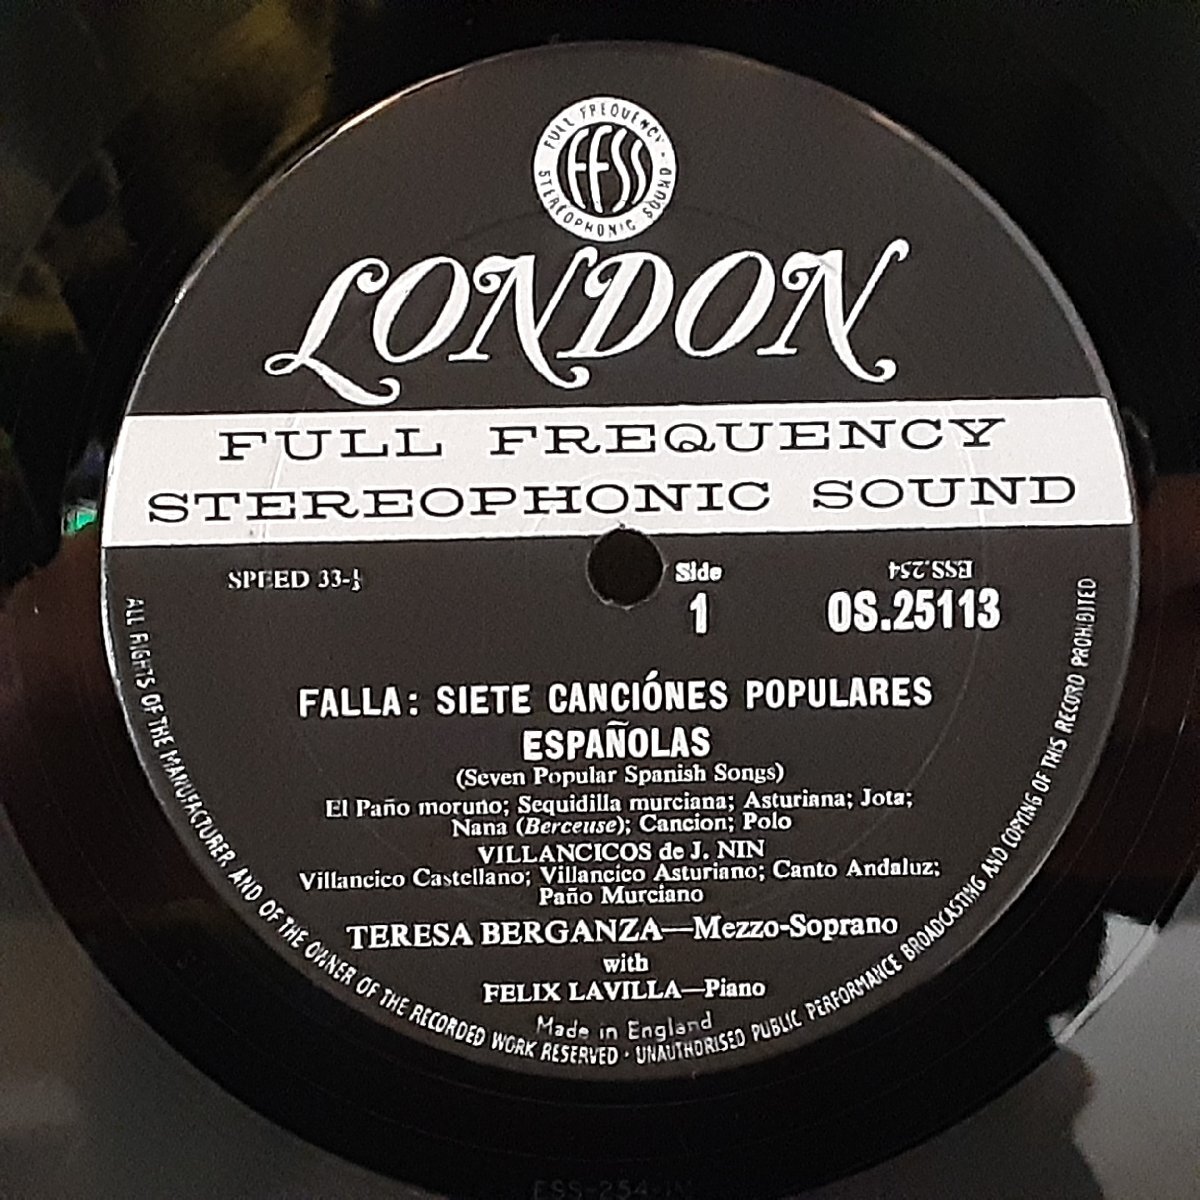 FULL FREQUENCY • STEREOPHONIC SOUND
FFSS
LONDON
FULL FREQUENCY
STEREOPHONIC SOUND
SPEED 33-⅓
Side
1
ESS.254
OS.25113
FALLA: SIETE CANCIÓNES POPULARES
ESPAÑOLAS
(Seven Popular Spanish Songs)
El Paño moruno; Sequidilla murciana; Asturiana; Jota;
Nana (Berceuse); Cancion; Polo
VILLANCICOS de J. NIN
Villancico Castellano; Villancico Asturiano; Canto Andaluz;
Paño Murciano
TERESA BERGANZA—Mezzo-Soprano
with
FELIX LAVILLA—Piano
Made in England
ALL RIGHTS OF THE MANUFACTURER AND OF THE OWNER OF THE RECORDED WORK RESERVED · UNAUTHORISED PUBLIC PERFORMANCE BROADCASTING AND COPYING OF THIS RECORD PROHIBITED